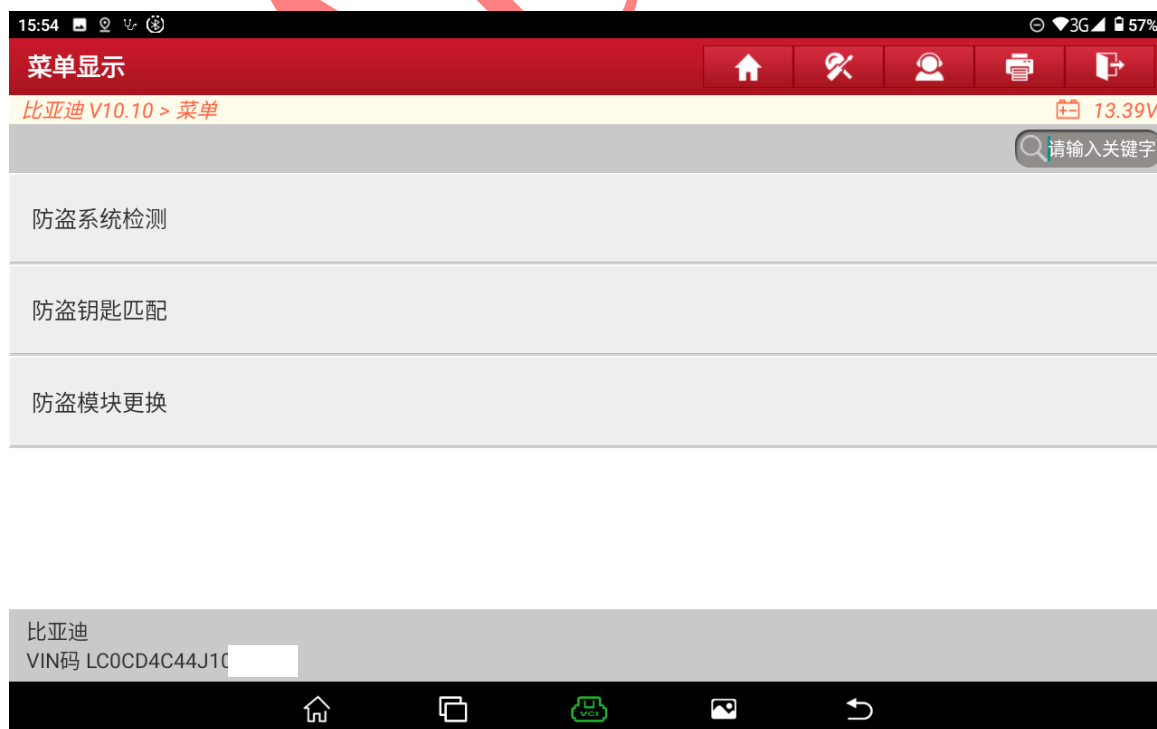 15:54
3G
57%
菜单显示
比亚迪 V10.10 > 菜单
13.39V
请输入关键字
防盗系统检测
防盗钥匙匹配
防盗模块更换
比亚迪
VIN码 LC0CD4C44J10
VCI